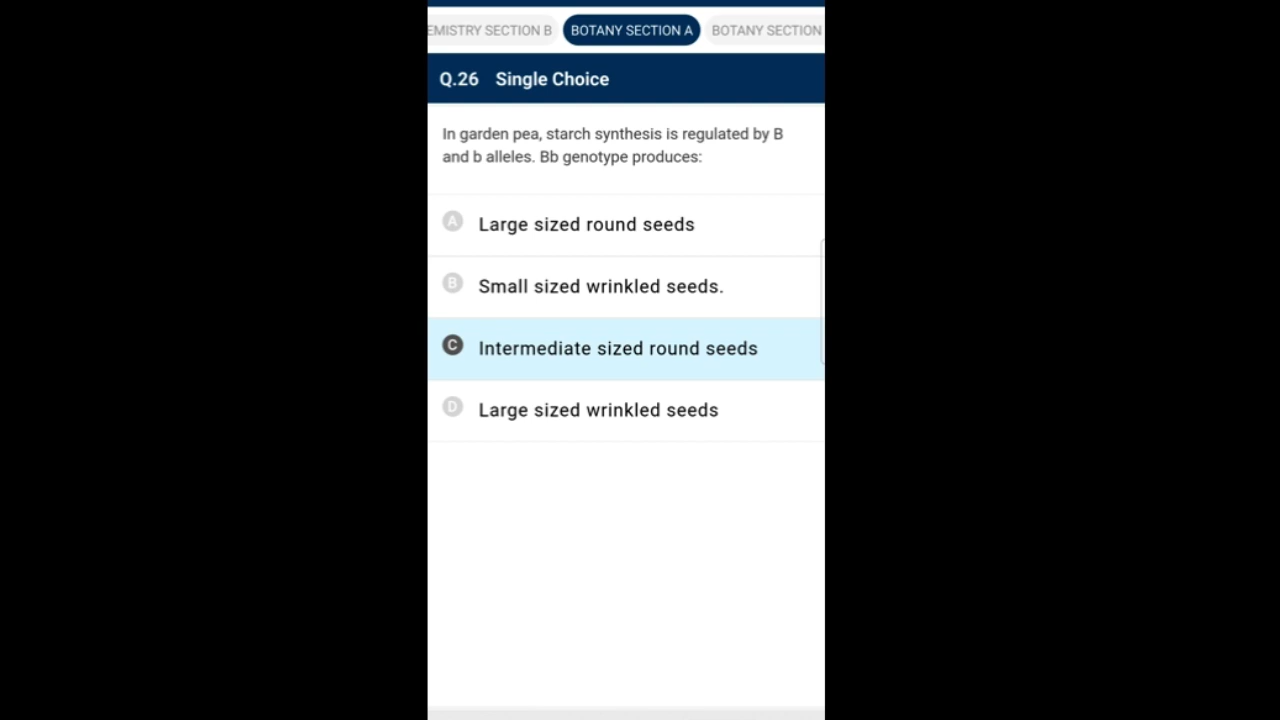 EMISTRY SECTION B BOTANY SECTION A BOTANY SECTION
Q.26 Single Choice
In garden pea, starch synthesis is regulated by B
and b alleles. Bb genotype produces:
A Large sized round seeds
B Small sized wrinkled seeds.
C Intermediate sized round seeds
D Large sized wrinkled seeds